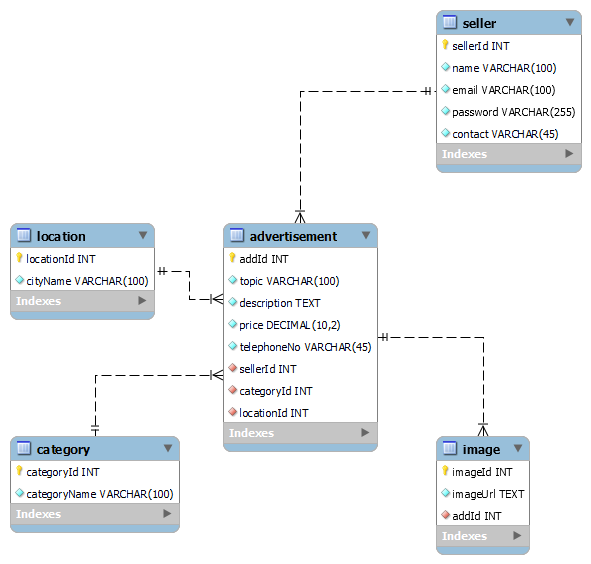 seller
sellerId INT
name VARCHAR(100)
email VARCHAR(100)
password VARCHAR(255)
contact VARCHAR(45)
Indexes
location
locationId INT
cityName VARCHAR(100)
Indexes
advertisement
addId INT
topic VARCHAR(100)
description TEXT
price DECIMAL(10,2)
telephoneNo VARCHAR(45)
sellerId INT
categoryId INT
locationId INT
Indexes
category
categoryId INT
categoryName VARCHAR(100)
Indexes
image
imageId INT
imageUrl TEXT
addId INT
Indexes